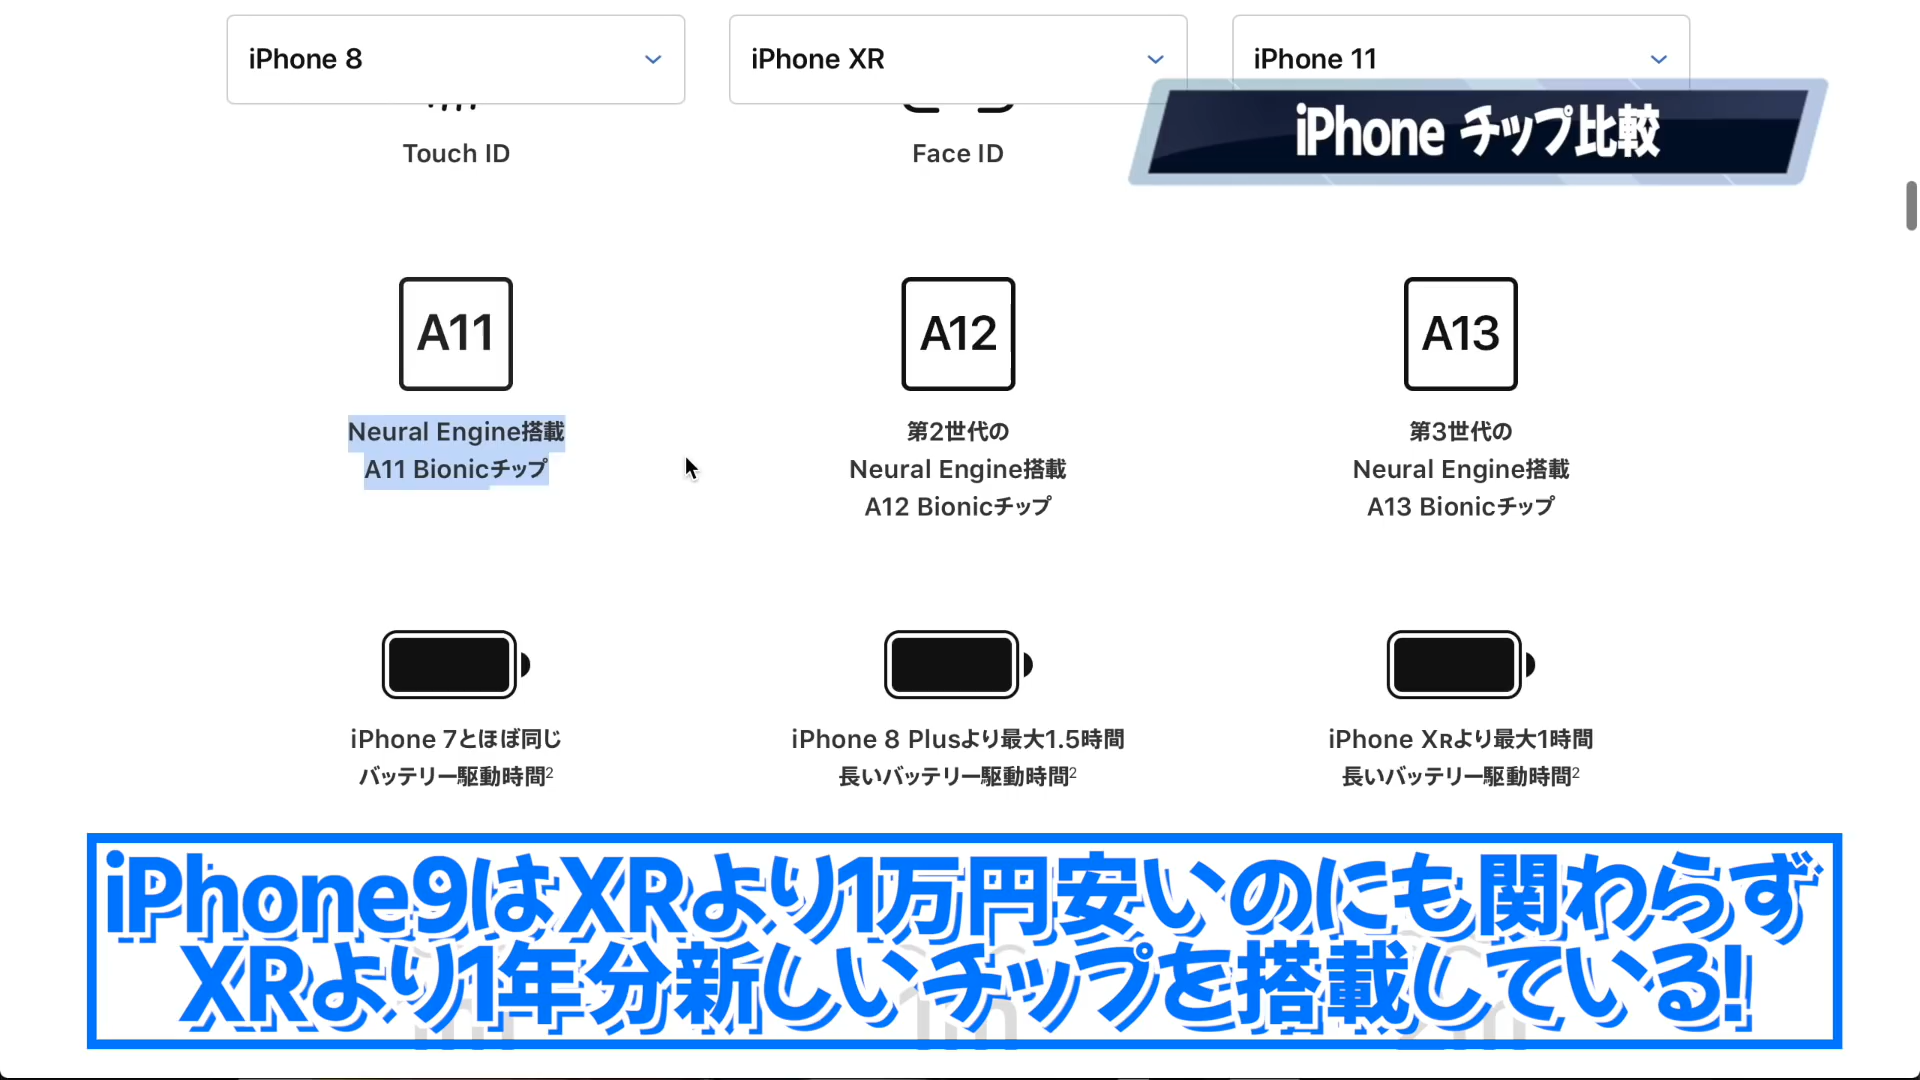 iPhone 8
iPhone XR
iPhone 11
iPhone チップ比較
Touch ID
Face ID
A11
A12
A13
Neural Engine搭載
A11 Bionicチップ
第2世代の
Neural Engine搭載
A12 Bionicチップ
第3世代の
Neural Engine搭載
A13 Bionicチップ
iPhone 7とほぼ同じ
バッテリー駆動時間²
iPhone 8 Plusより最大1.5時間
長いバッテリー駆動時間²
iPhone XRより最大1時間
長いバッテリー駆動時間²
iPhone9はXRより1万円安いのにも関わらず
XRより1年分新しいチップを搭載している!